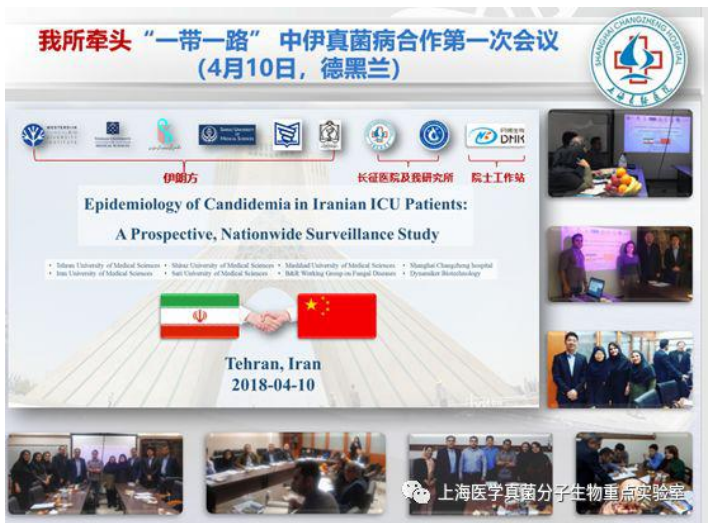 我所牵头“一带一路” 中伊真菌病合作第一次会议
(4月10日，德黑兰)
SHANGHAI CHANGZHENG HOSPITAL
DNK
伊朗方
长征医院及我研究所
院士工作站
Epidemiology of Candidemia in Iranian ICU Patients:
A Prospective, Nationwide Surveillance Study
• Tehran University of Medical Sciences • Shiraz University of Medical Sciences • Mashhad University of Medical Sciences • Shanghai Changzheng hospital
• Iran University of Medical Sciences • Sari University of Medical Sciences • B&R Working Group on Fungal Diseases • Dynamiker Biotechnology
Tehran, Iran
2018-04-10
上海医学真菌分子生物重点实验室